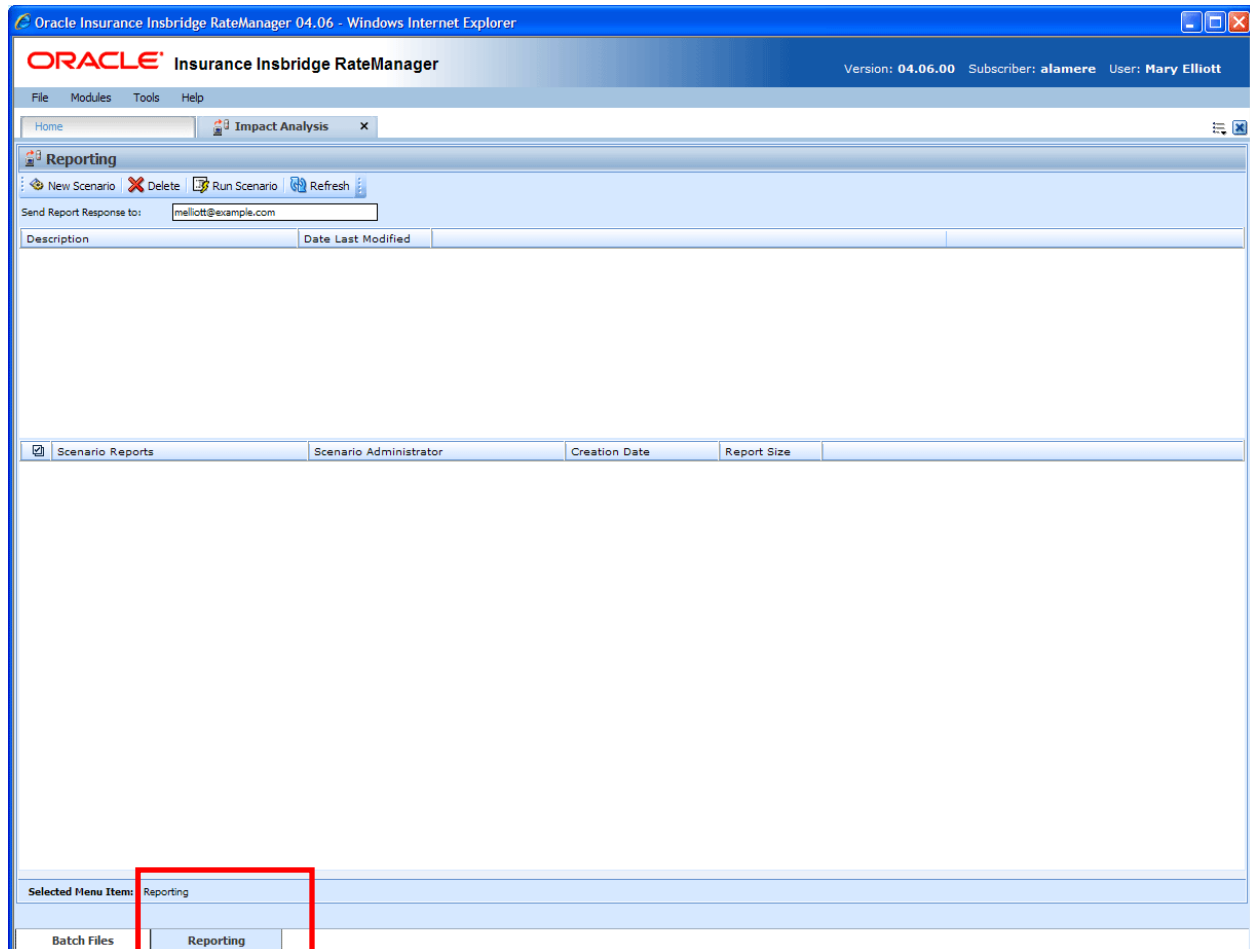 Oracle Insurance Insbridge RateManager 04.06 - Windows Internet Explorer
ORACLE Insurance Insbridge RateManager
Version: 04.06.00 Subscriber: alamere User: Mary Elliott
File Modules Tools Help
Home Impact Analysis x
Reporting
New Scenario Delete Run Scenario Refresh
Send Report Response to: melliott@example.com
Description Date Last Modified
Scenario Reports Scenario Administrator Creation Date Report Size
Selected Menu Item: Reporting
Batch Files Reporting